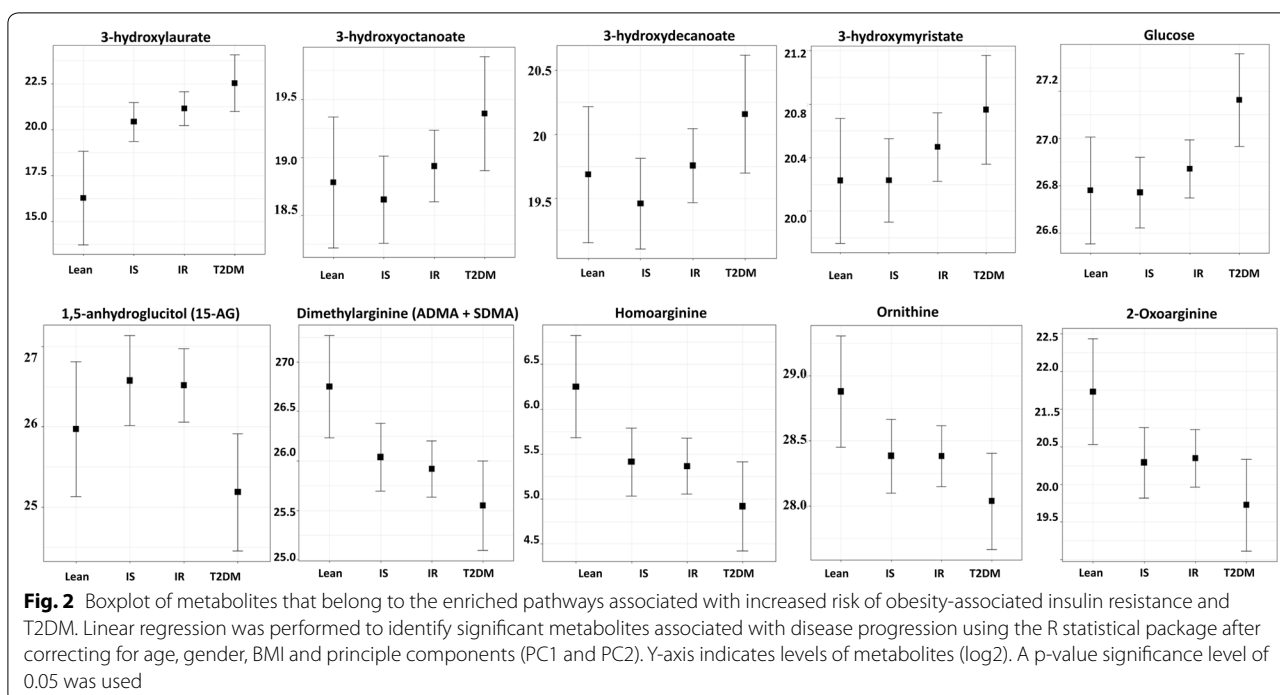 3-hydroxylaurate
22.5
20.0
17.5
15.0
Lean IS IR T2DM
3-hydroxyoctanoate
19.5
19.0
18.5
Lean IS IR T2DM
3-hydroxydecanoate
20.5
20
19.5
Lean IS IR T2DM
3-hydroxymyristate
21.2
20.8
20.4
20.0
Lean IS IR T2DM
Glucose
27.2
27.0
26.8
26.6
Lean IS IR T2DM
1,5-anhydroglucitol (15-AG)
27
26
25
Lean IS IR T2DM
Dimethylarginine (ADMA + SDMA)
270
26.5
26.0
25.5
25.0
Lean IS IR T2DM
Homoarginine
6.5
6.0
5.5
5.0
4.5
Lean IS IR T2DM
Ornithine
29.0
28.5
28.0
Lean IS IR T2DM
2-Oxoarginine
22.5
22.0
21.5
20.5
20.0
19.5
Lean IS IR T2DM
Fig. 2 Boxplot of metabolites that belong to the enriched pathways associated with increased risk of obesity-associated insulin resistance and
T2DM. Linear regression was performed to identify significant metabolites associated with disease progression using the R statistical package after
correcting for age, gender, BMI and principle components (PC1 and PC2). Y-axis indicates levels of metabolites (log2). A p-value significance level of
0.05 was used